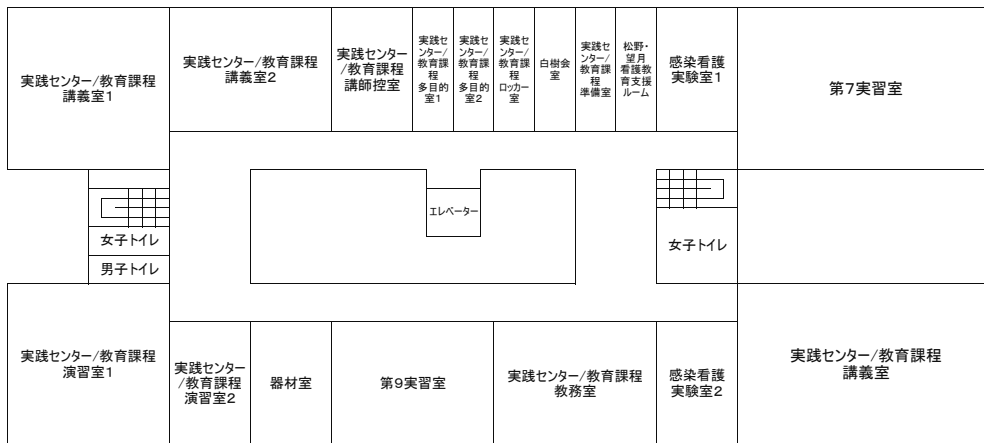 実践センター/教育課程
講義室1
実践センター/教育課程
講義室2
実践センター
/教育課程
講師控室
実践セ
ンター/
教育課
程
多目的
室1
実践セ
ンター/
教育課
程
多目的
室2
実践セ
ンター/
教育課
程
ロッカー
室
白樹会
室
実践セ
ンター/
教育課
程
準備室
松野・
望月
看護教
育支援
ルーム
感染看護
実験室1
第7実習室
エレベーター
女子トイレ
男子トイレ
女子トイレ
実践センター/教育課程
演習室1
実践センター
/教育課程
演習室2
器材室
第9実習室
実践センター/教育課程
教務室
感染看護
実験室2
実践センター/教育課程
講義室